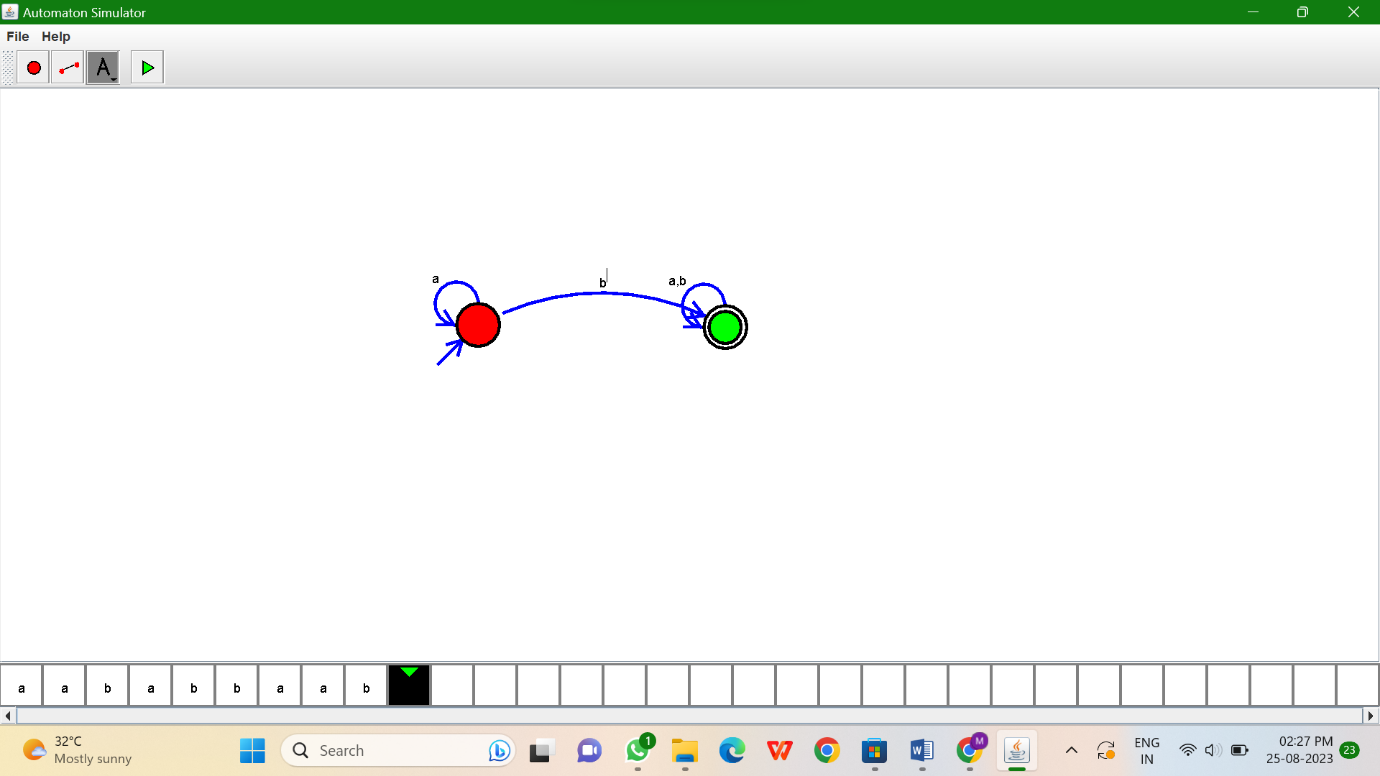 Automaton Simulator
File Help
A
a
b
a,b
a a b a b b a a b
32°C
Mostly sunny
Search
1
M
ENG
IN
02:27 PM
25-08-2023
23